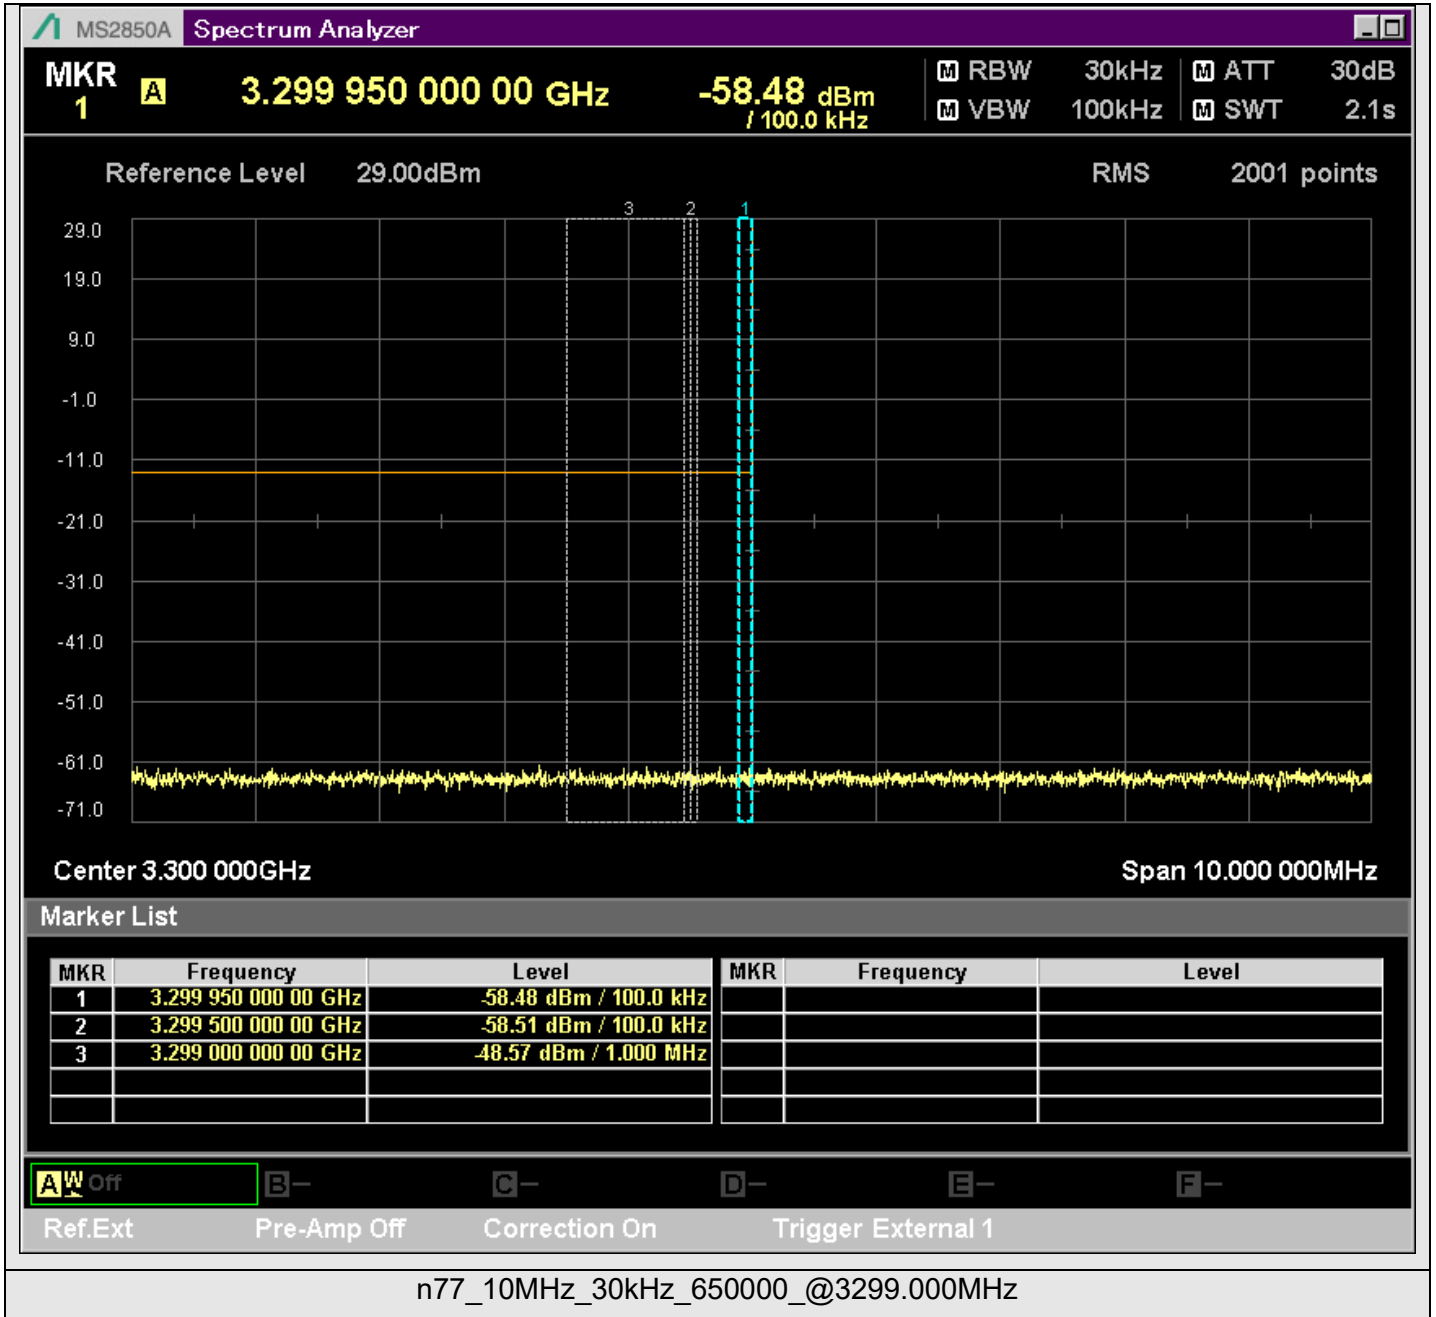 MS2850A Spectrum Analyzer
MKR 1 A 3.299 950 000 00 GHz -58.48 dBm / 100.0 kHz
M RBW 30kHz M ATT 30dB
M VBW 100kHz M SWT 2.1s
Reference Level 29.00dBm RMS 2001 points
3 2 1
29.0
19.0
9.0
-1.0
-11.0
-21.0
-31.0
-41.0
-51.0
-61.0
-71.0
Center 3.300 000GHz Span 10.000 000MHz
Marker List
MKR Frequency Level MKR Frequency Level
1 3.299 950 000 00 GHz -58.48 dBm / 100.0 kHz
2 3.299 500 000 00 GHz -58.51 dBm / 100.0 kHz
3 3.299 000 000 00 GHz -48.57 dBm / 1.000 MHz
A W Off B - C - D - E - F -
Ref.Ext Pre-Amp Off Correction On Trigger External 1
n77_10MHz_30kHz_650000_@3299.000MHz